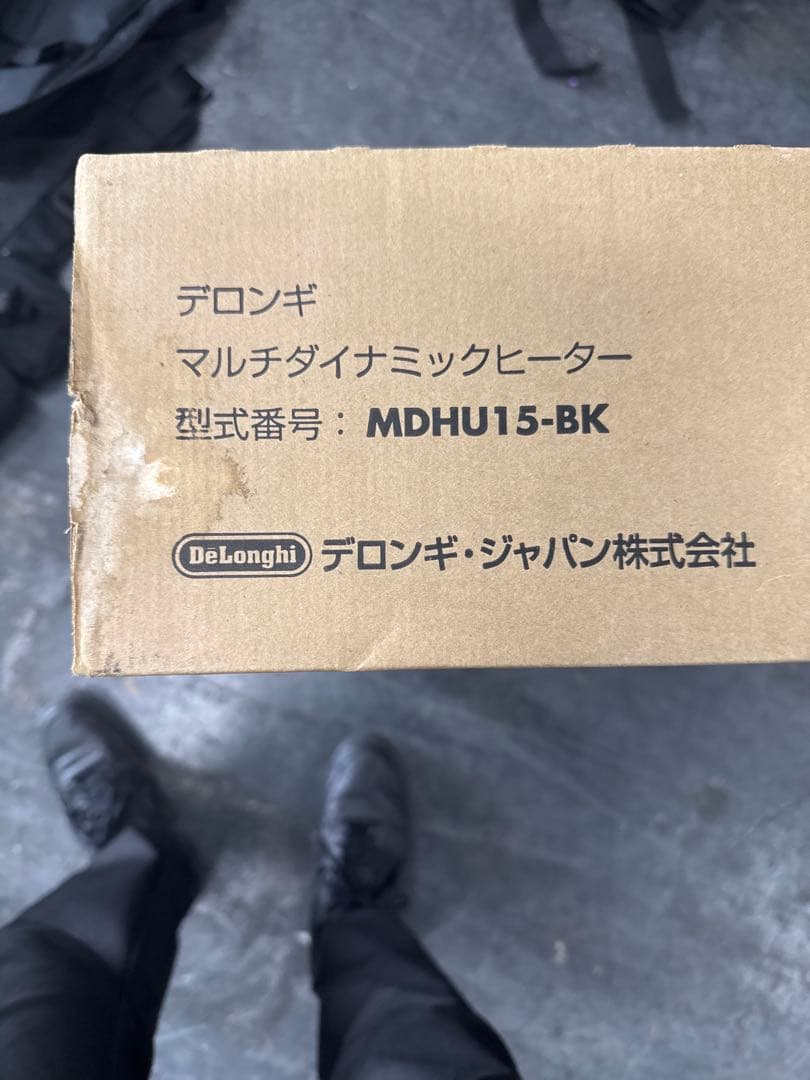 デロンギ
マルチダイナミックヒーター
型式番号： MDHU15-BK
DeLonghi デロンギ・ジャパン株式会社